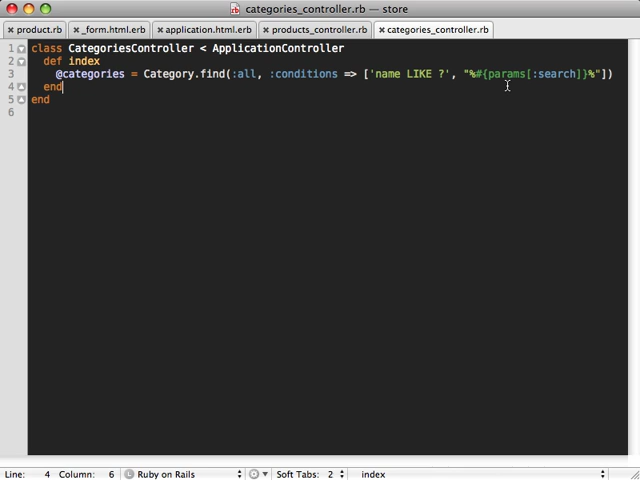 categories_controller.rb — store
product.rb _form.html.erb application.html.erb products_controller.rb categories_controller.rb
1 class CategoriesController < ApplicationController
2 def index
3 @categories = Category.find(:all, :conditions => ['name LIKE ?', "%#{params[:search]}%"])
4 end
5 end
6
Line: 4 Column: 6 Ruby on Rails Soft Tabs: 2 index